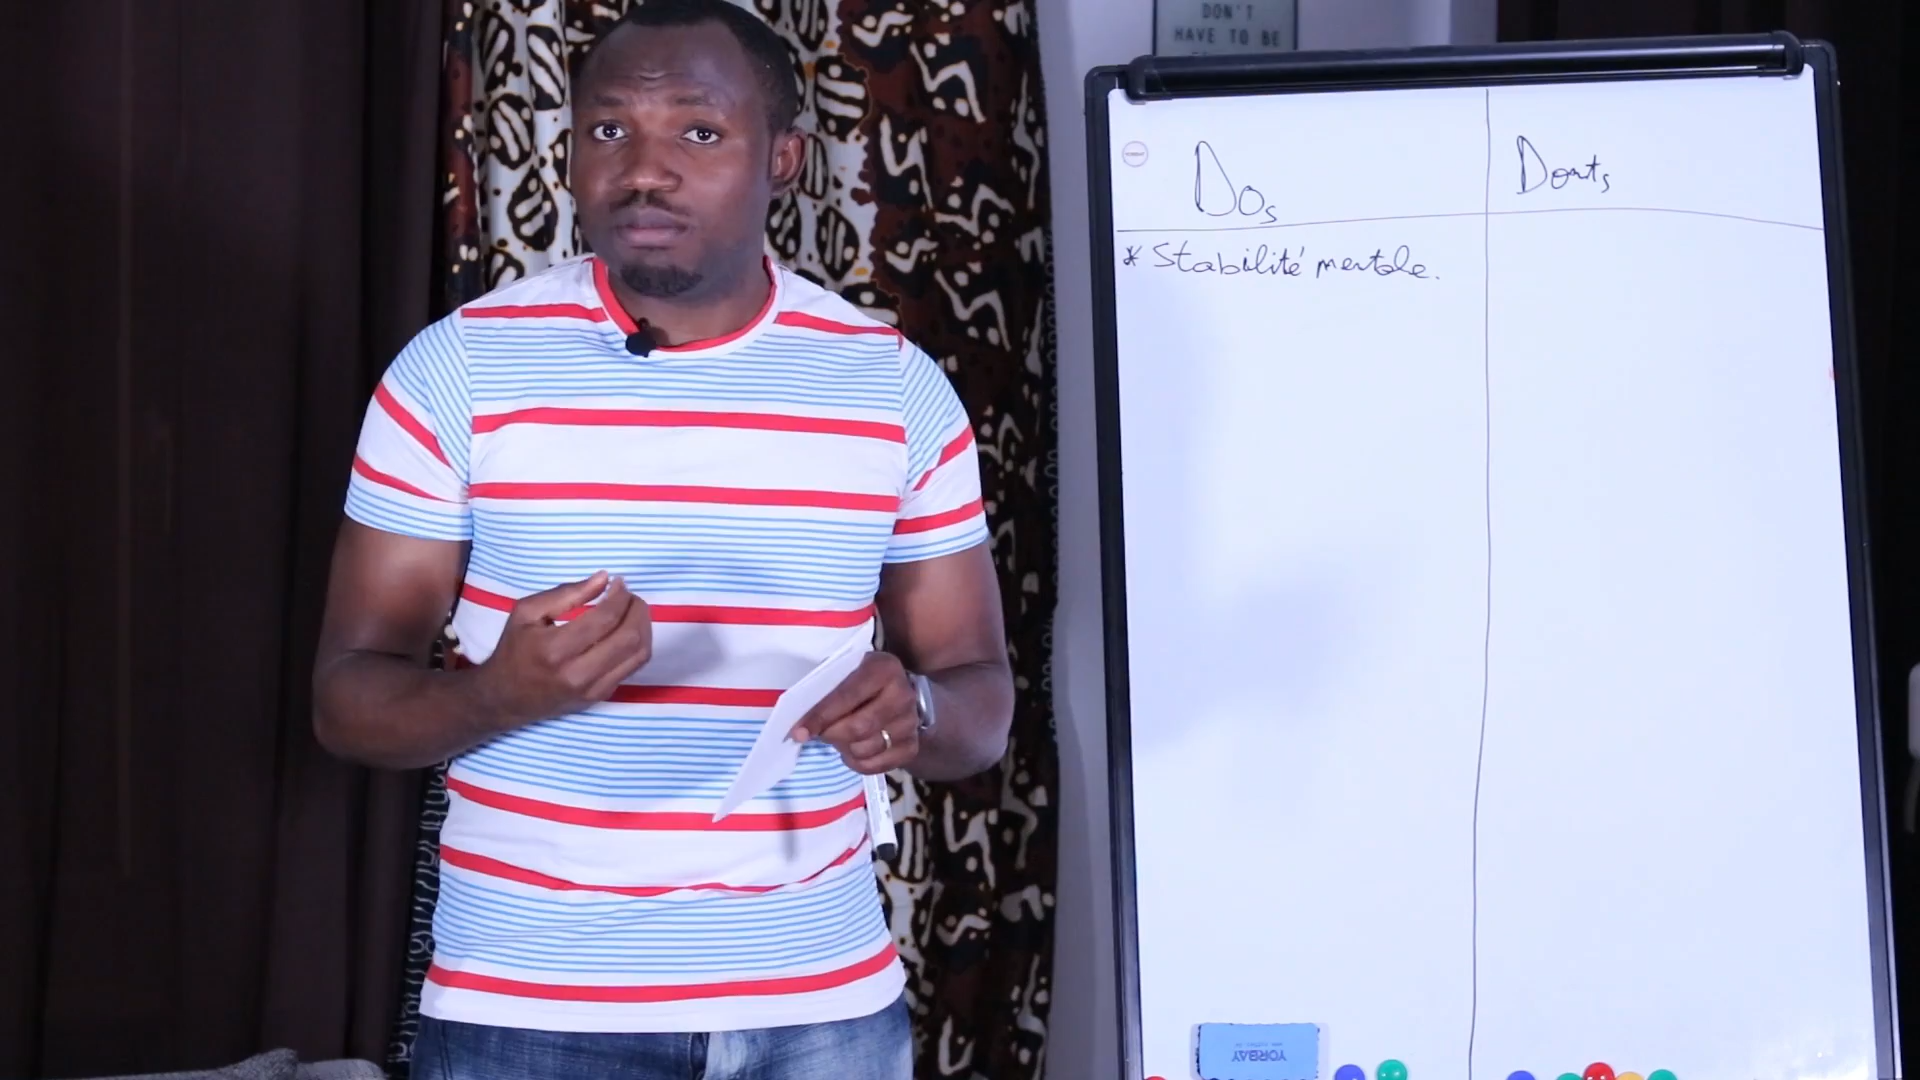 DON'T
HAVE TO BE
Dos
Donts
* Stabilité mentale.
YORBAY